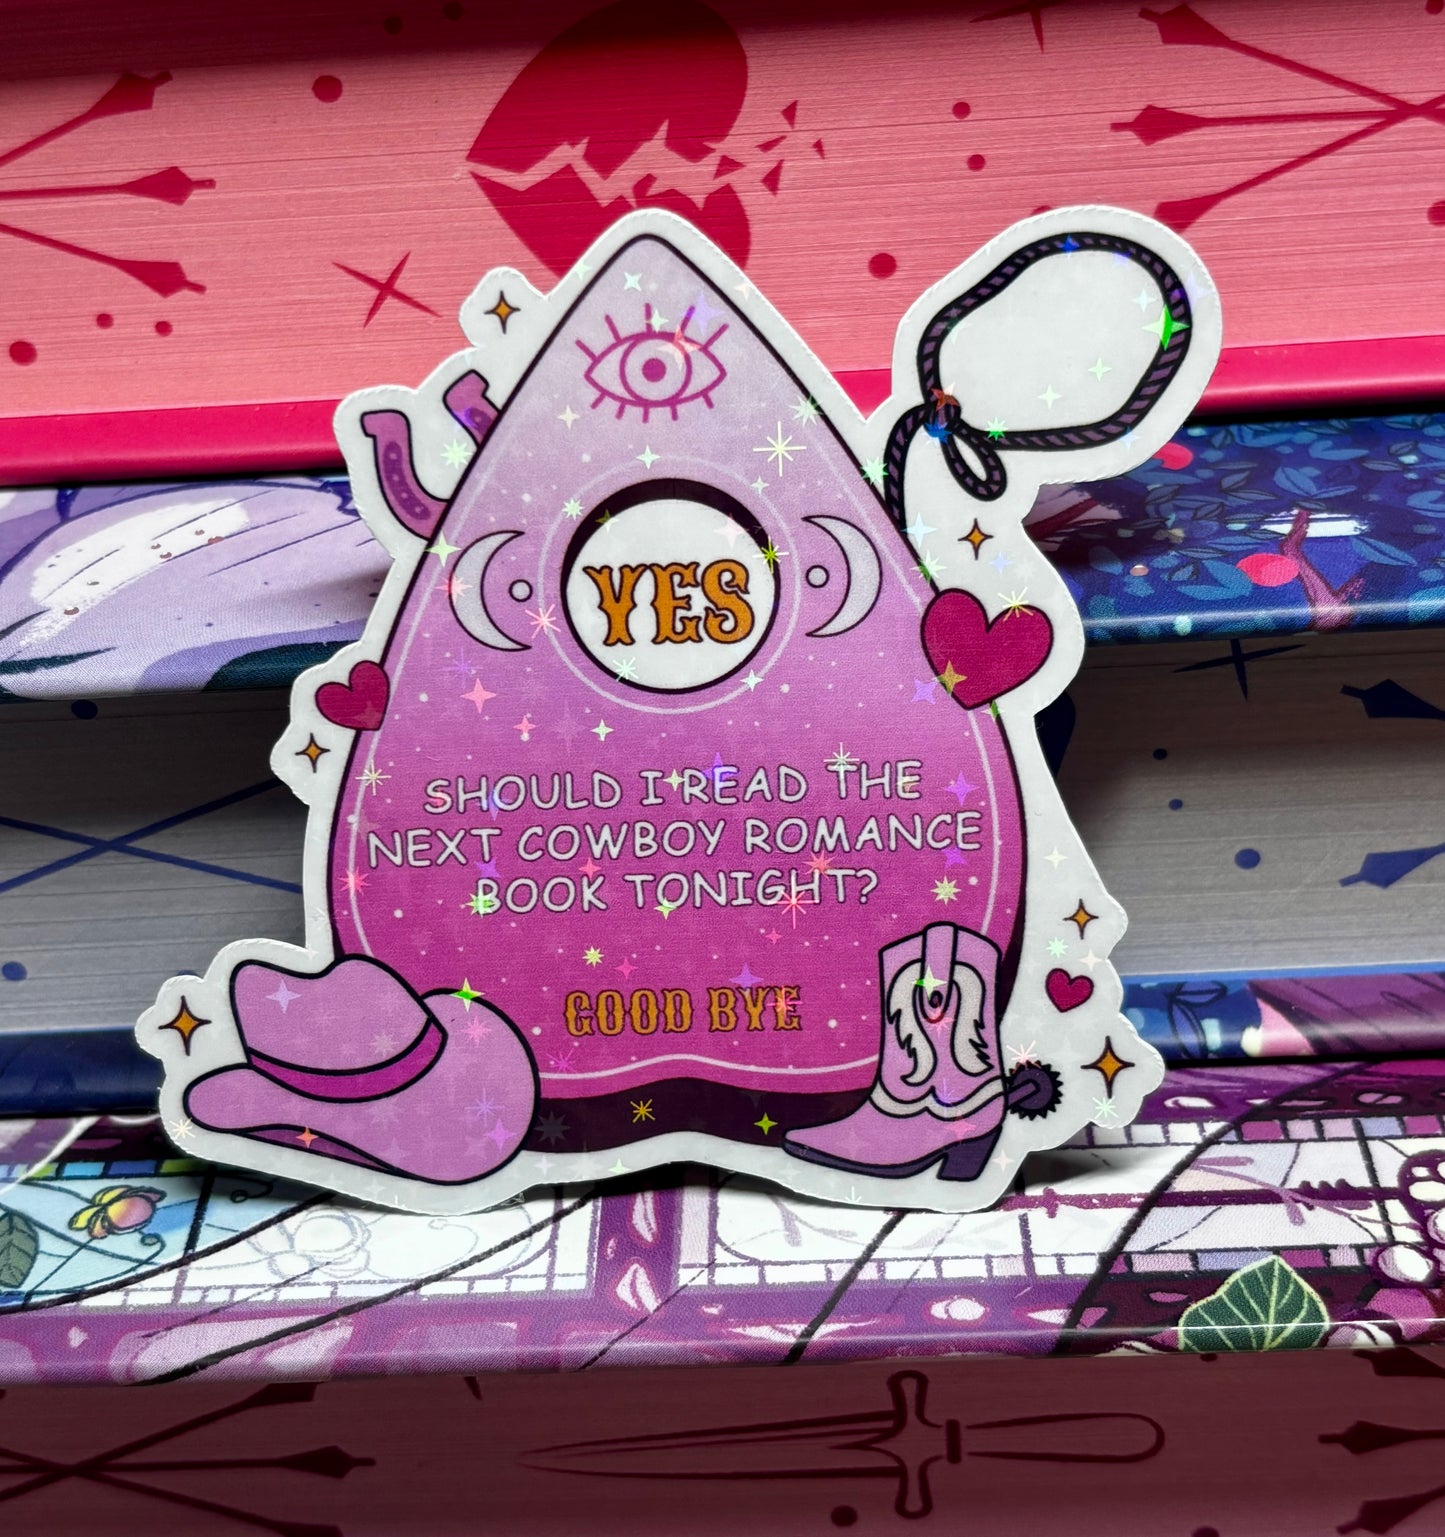 YES
SHOULD I READ THE
NEXT COWBOY ROMANCE
BOOK TONIGHT?
GOOD BYE